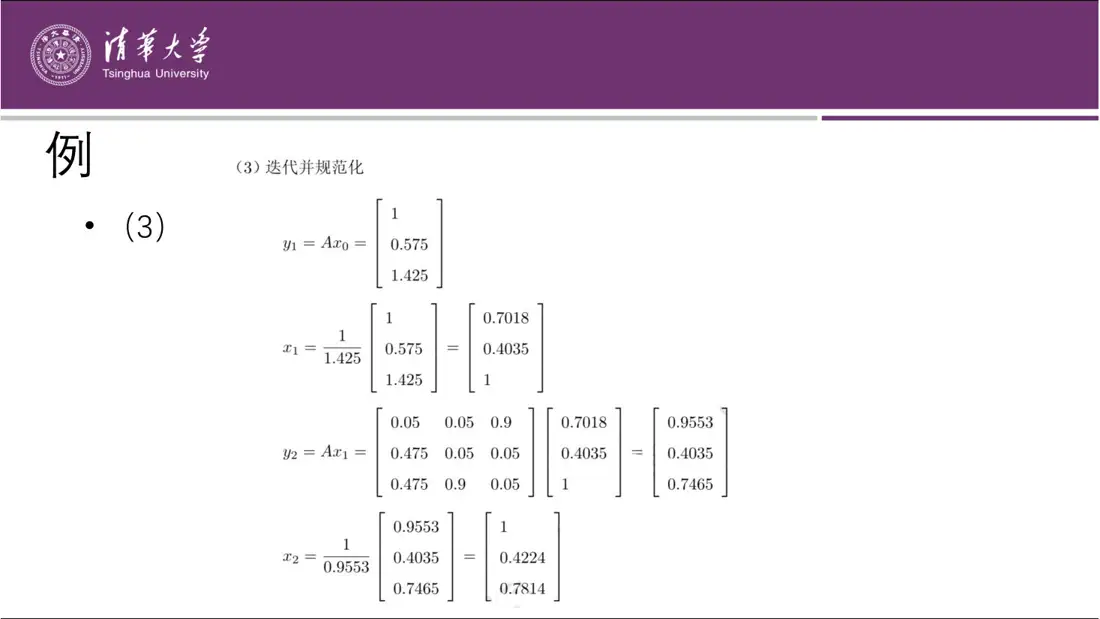 清华大学
Tsinghua University
例
• (3)
(3) 迭代并规范化
y₁ = Ax₀ = [1; 0.575; 1.425]
x₁ = 1/1.425 [1; 0.575; 1.425] = [0.7018; 0.4035; 1]
y₂ = Ax₁ = [0.05 0.05 0.9; 0.475 0.05 0.05; 0.475 0.9 0.05] [0.7018; 0.4035; 1] = [0.9553; 0.4035; 0.7465]
x₂ = 1/0.9553 [0.9553; 0.4035; 0.7465] = [1; 0.4224; 0.7814]